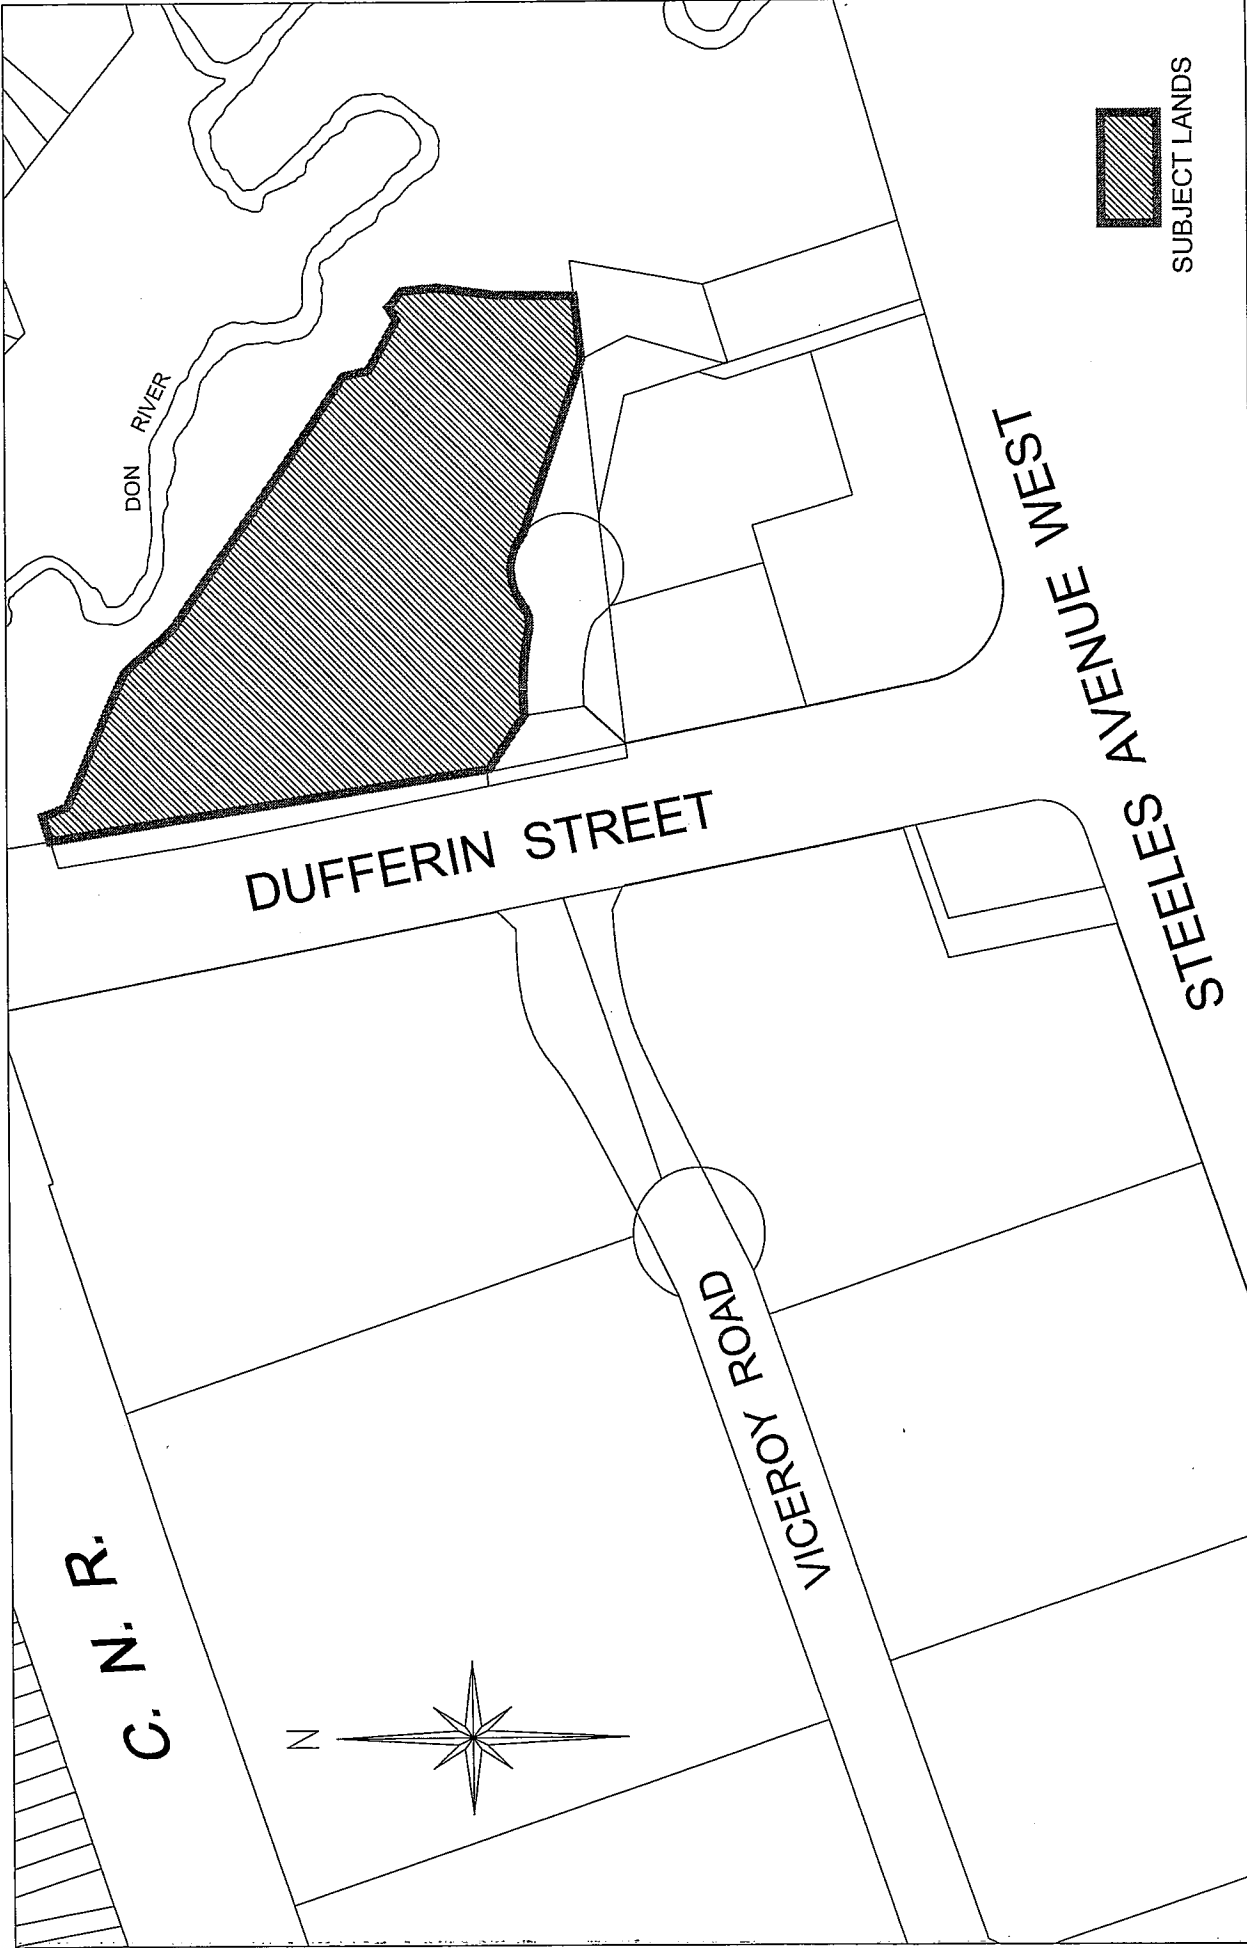 DON RIVER
SUBJECT LANDS
STEELES AVENUE WEST
DUFFERIN STREET
VICEROY ROAD
C. N. R.
N